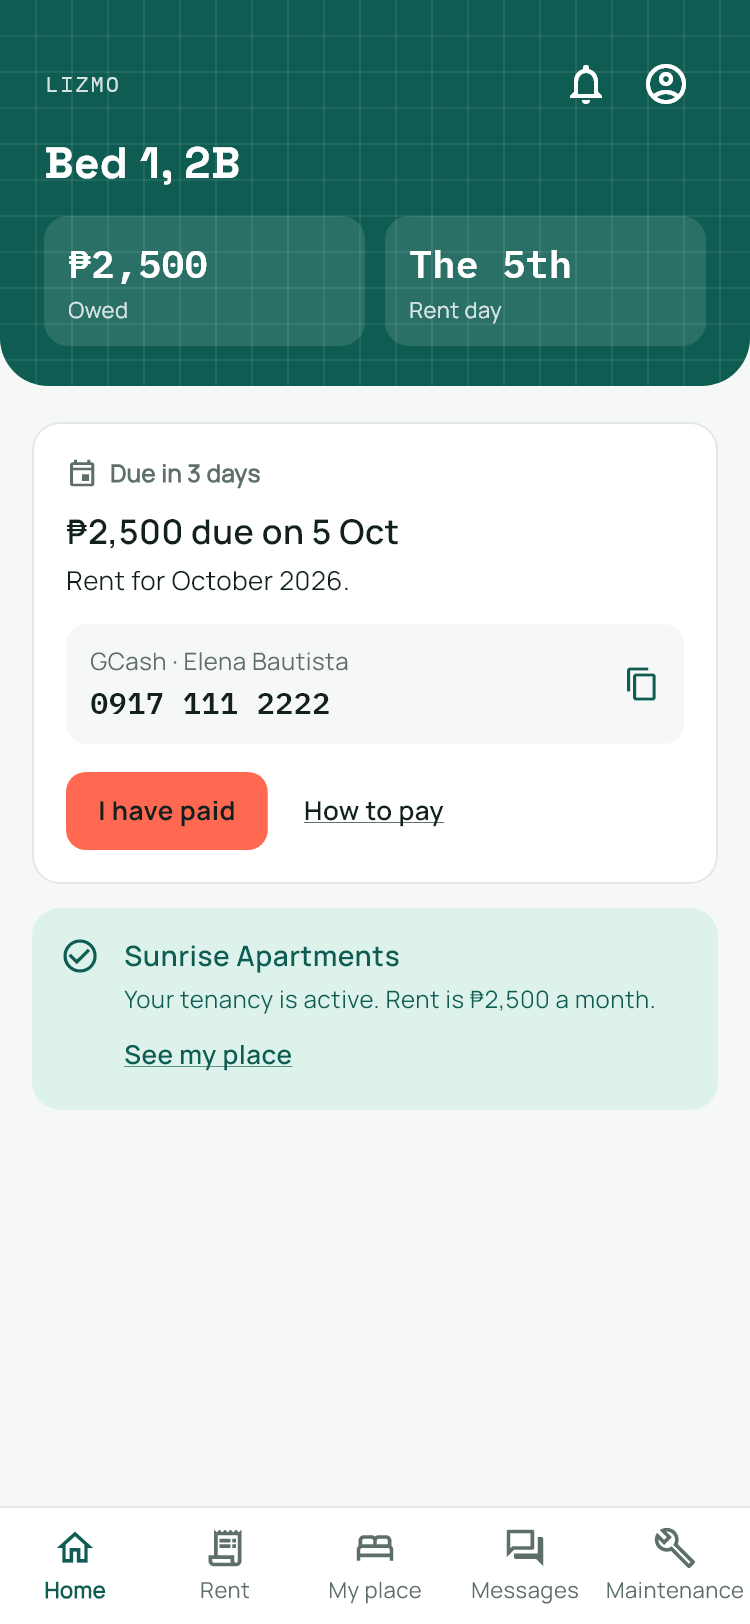 LIZMO
Bed 1, 2B
₱2,500
Owed
The 5th
Rent day
Due in 3 days
₱2,500 due on 5 Oct
Rent for October 2026.
GCash · Elena Bautista
0917 111 2222
I have paid
How to pay
Sunrise Apartments
Your tenancy is active. Rent is ₱2,500 a month.
See my place
Home
Rent
My place
Messages
Maintenance